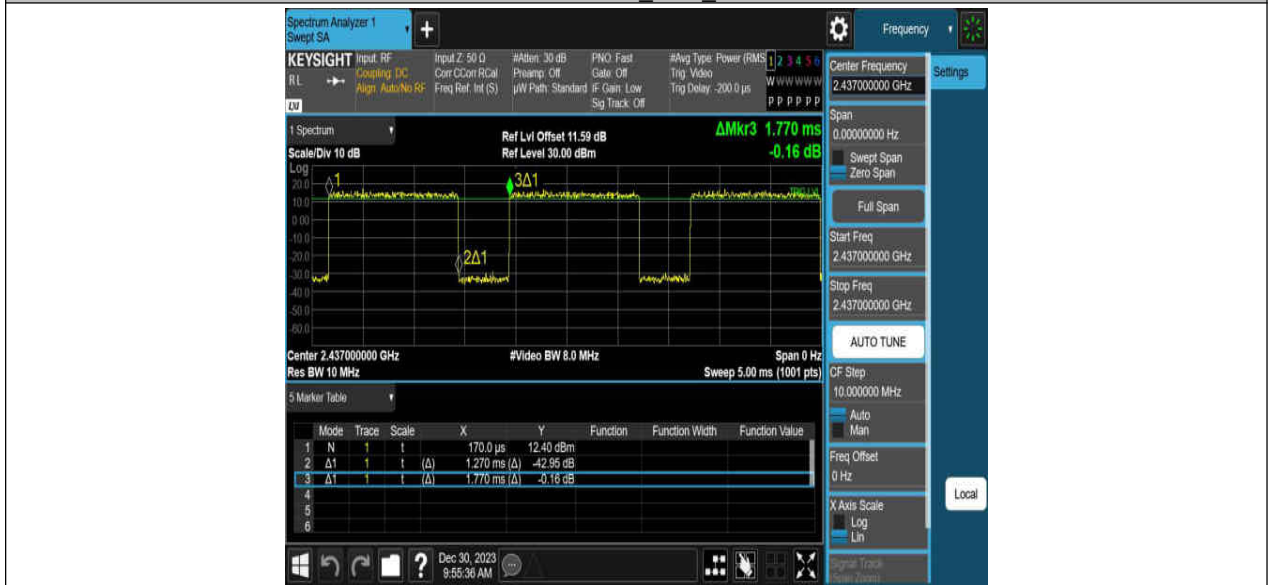 Spectrum Analyzer 1
Swept SA
+
Frequency
KEYSIGHT
RL
LXI
Input: RF
Coupling: DC
Align: Auto/No RF
Input Z: 50 Ω
Corr CCorr RCal
Freq Ref: Int (S)
#Atten: 30 dB
Preamp: Off
µW Path: Standard
PNO: Fast
Gate: Off
IF Gain: Low
Sig Track: Off
#Avg Type: Power (RMS
Trig: Video
Trig Delay: -200.0 µs
1 2 3 4 5 6
W W W W W W
P P P P P P
Center Frequency
2.437000000 GHz
Settings
Span
0.00000000 Hz
Swept Span
Zero Span
Full Span
Start Freq
2.437000000 GHz
Stop Freq
2.437000000 GHz
AUTO TUNE
CF Step
10.000000 MHz
Auto
Man
Freq Offset
0 Hz
X Axis Scale
Log
Lin
Signal Track
(Span Zoom)
Local
1 Spectrum
Scale/Div 10 dB
Ref Lvl Offset 11.59 dB
Ref Level 30.00 dBm
ΔMkr3 1.770 ms
-0.16 dB
Log
20.0
10.0
0.00
-10.0
-20.0
-30.0
-40.0
-50.0
-60.0
1
3Δ1
2Δ1
TRIG LVL
Center 2.437000000 GHz
#Video BW 8.0 MHz
Span 0 Hz
Res BW 10 MHz
Sweep 5.00 ms (1001 pts)
5 Marker Table
Mode Trace Scale X Y Function Function Width Function Value
1 N 1 t 170.0 µs 12.40 dBm
2 Δ1 1 t (Δ) 1.270 ms (Δ) -42.95 dB
3 Δ1 1 t (Δ) 1.770 ms (Δ) -0.16 dB
4
5
6
?
Dec 30, 2023
9:55:36 AM